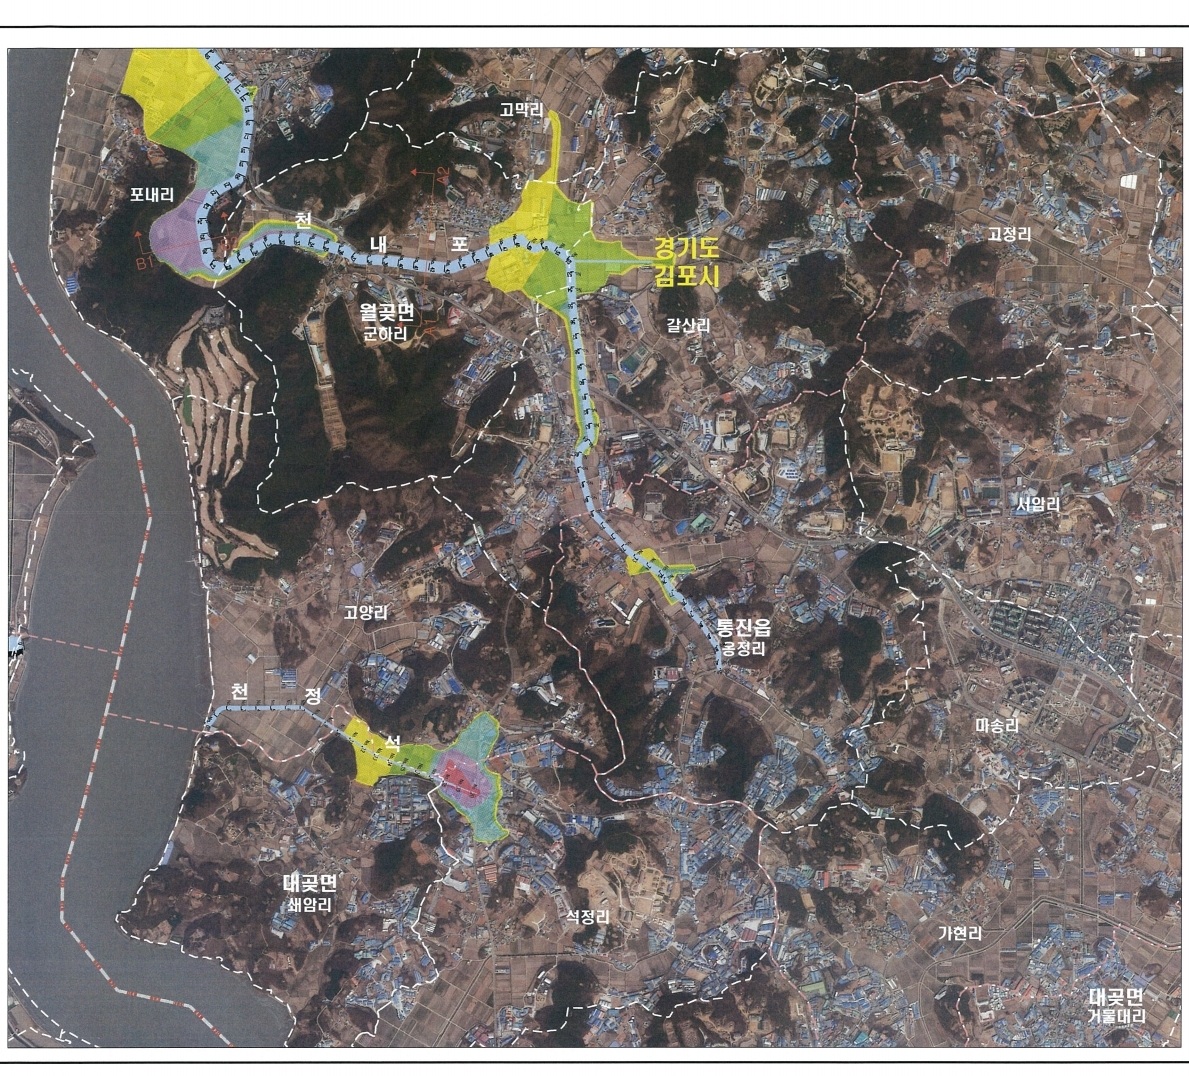 고막리
포내리
A2
고정리
천
내
포
경기도
김포시
B1
월곶면
군하리
갈산리
서암리
고양리
통진읍
옹정리
천
정
석
마송리
대곶면
쇄암리
석정리
가현리
대곶면
거물대리